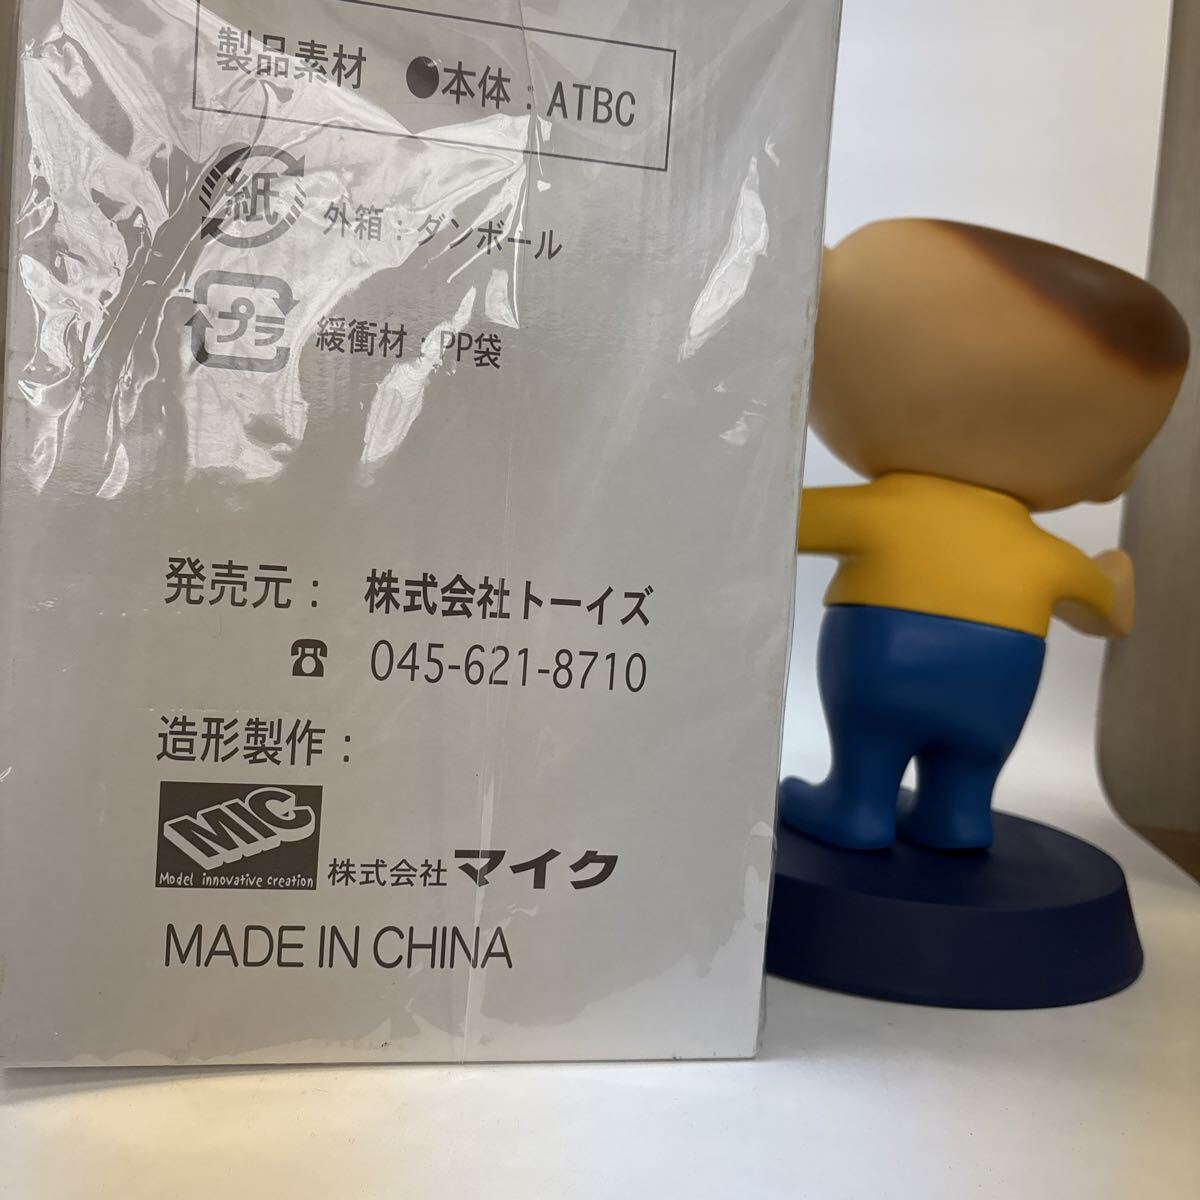 製品素材 ●本体：ATBC
紙 外箱：ダンボール
プラ 緩衝材：PP袋
発売元： 株式会社トーイズ
☎ 045-621-8710
造形製作：
MIC
Model innovative creation
株式会社マイク
MADE IN CHINA